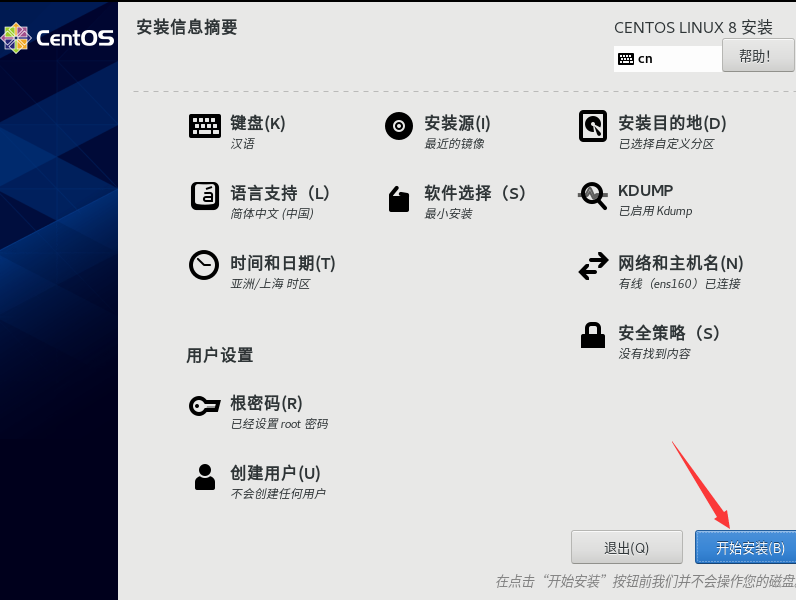 CentOS
安装信息摘要
CENTOS LINUX 8 安装
cn
帮助!
键盘(K)
汉语
安装源(I)
最近的镜像
安装目的地(D)
已选择自定义分区
语言支持（L）
简体中文 (中国)
软件选择（S）
最小安装
KDUMP
已启用 Kdump
时间和日期(T)
亚洲/上海 时区
网络和主机名(N)
有线（ens160）已连接
安全策略（S）
没有找到内容
用户设置
根密码(R)
已经设置 root 密码
创建用户(U)
不会创建任何用户
退出(Q)
开始安装(B)
在点击“开始安装”按钮前我们并不会操作您的磁盘